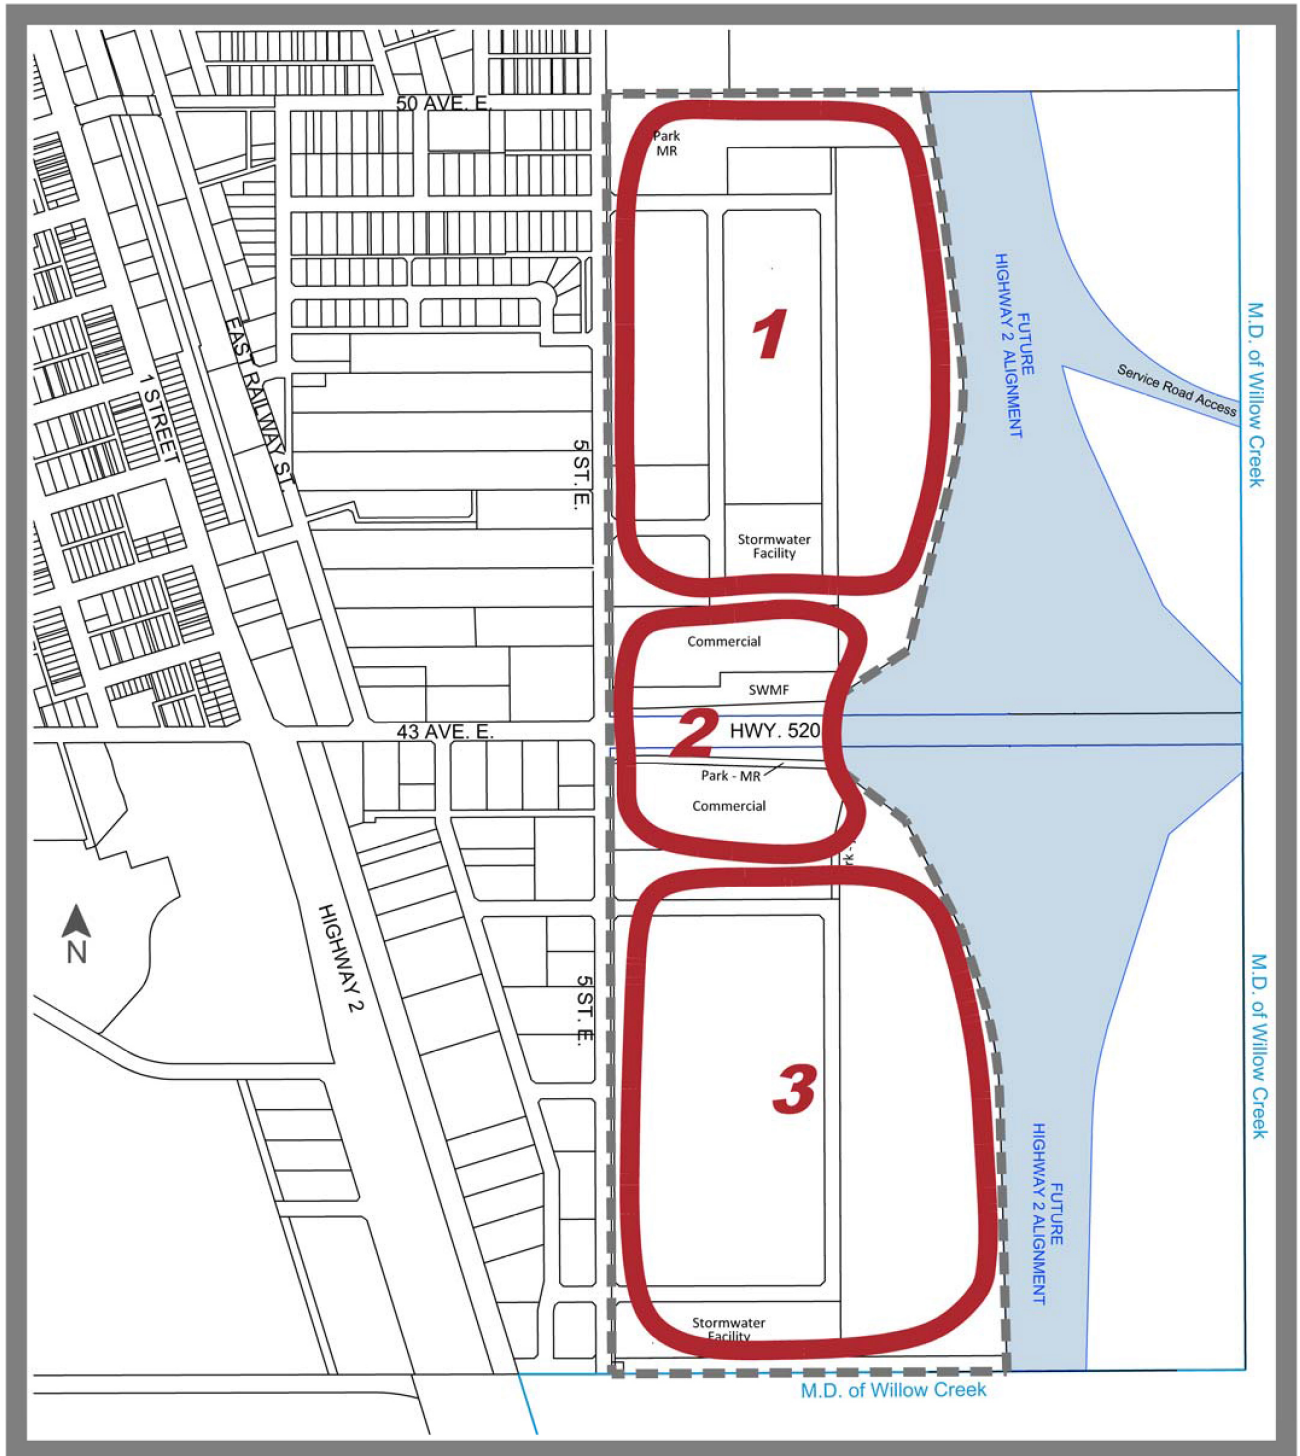 50 AVE. E.
Park
MR
FUTURE
HIGHWAY 2 ALIGNMENT
M.D. of Willow Creek
1
Service Road Access
EAST RAILWAY ST.
1 STREET
5 ST. E.
Stormwater
Facility
Commercial
SWMF
2
HWY. 520
43 AVE. E.
Park - MR
Commercial
N
HIGHWAY 2
5 ST. E.
M.D. of Willow Creek
3
FUTURE
HIGHWAY 2 ALIGNMENT
Stormwater
Facility
M.D. of Willow Creek